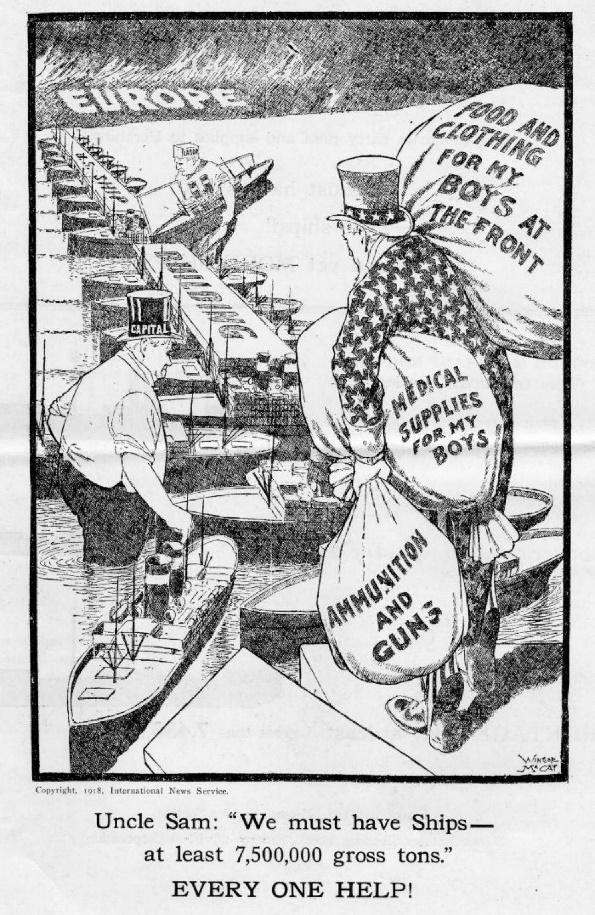 EUROPE
LABOR
BRIDGING
CAPITAL
FOOD AND
CLOTHING
FOR MY
BOYS AT
THE FRONT
MEDICAL
SUPPLIES
FOR MY
BOYS
AMMUNITION
AND
GUNS
WINSOR
McCAY
Copyright, 1918, International News Service.
Uncle Sam: “We must have Ships—
at least 7,500,000 gross tons.”
EVERY ONE HELP!